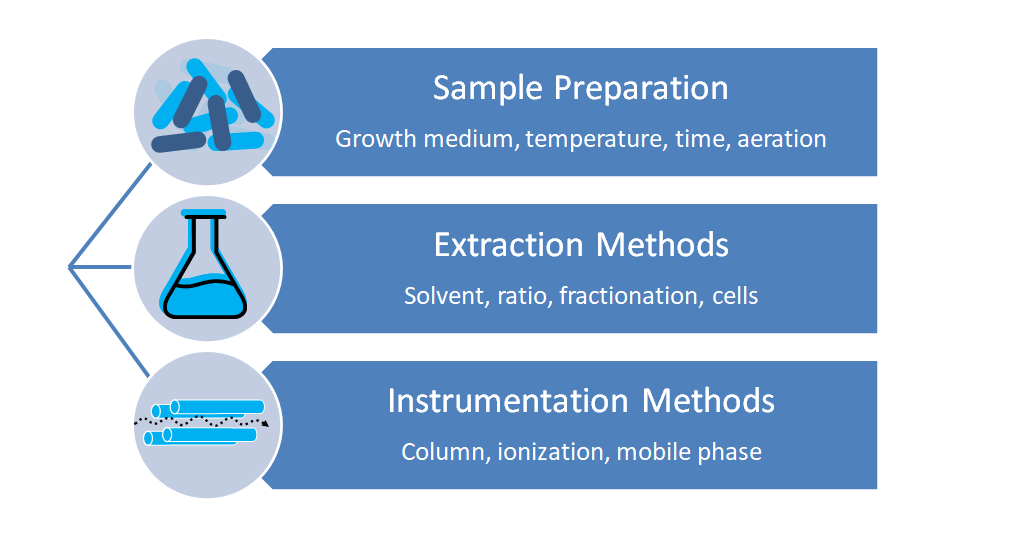 Sample Preparation
Growth medium, temperature, time, aeration
Extraction Methods
Solvent, ratio, fractionation, cells
Instrumentation Methods
Column, ionization, mobile phase